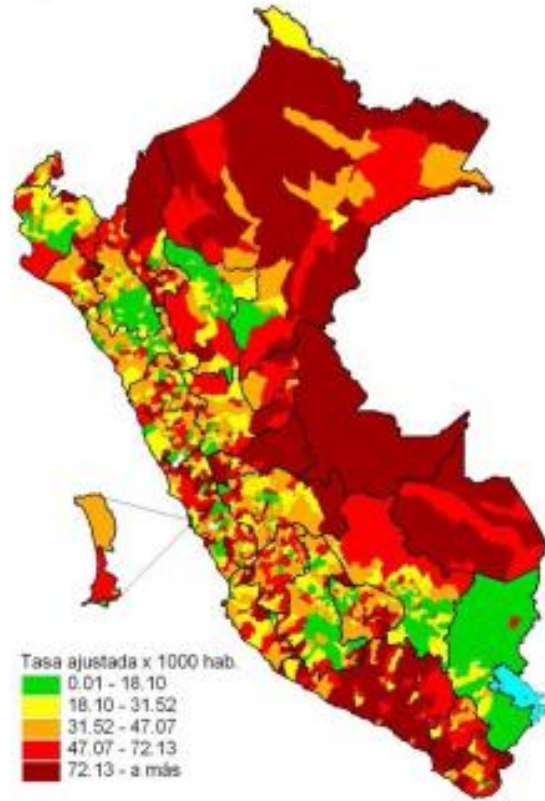 Tasa ajustada x 1000 hab.
0.01 - 18.10
18.10 - 31.52
31.52 - 47.07
47.07 - 72.13
72.13 - a más